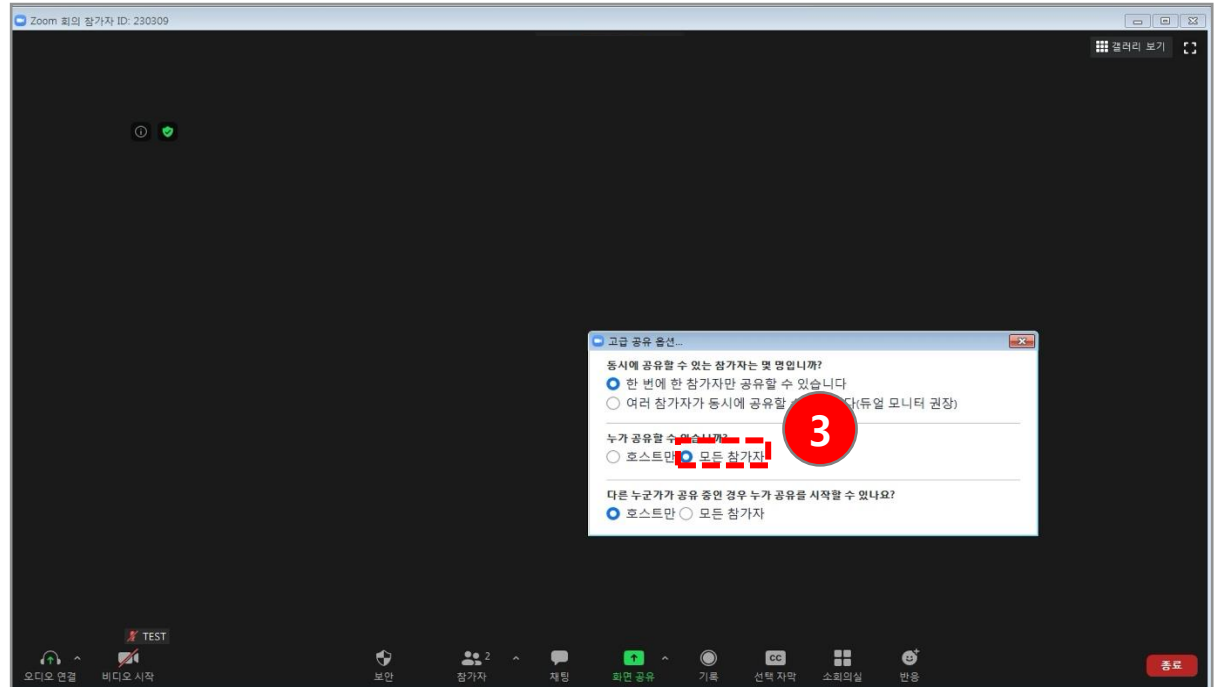 Zoom 회의 참가자 ID: 230309
갤러리 보기
고급 공유 옵션...
동시에 공유할 수 있는 참가자는 몇 명입니까?
한 번에 한 참가자만 공유할 수 있습니다
여러 참가자가 동시에 공유할 (듀얼 모니터 권장)
3
누가 공유할 수 있습니까?
호스트만 모든 참가자
다른 누군가가 공유 중인 경우 누가 공유를 시작할 수 있나요?
호스트만 모든 참가자
TEST
2
CC
오디오 연결 비디오 시작 보안 참가자 채팅 화면 공유 기록 선택 자막 소회의실 반응 종료